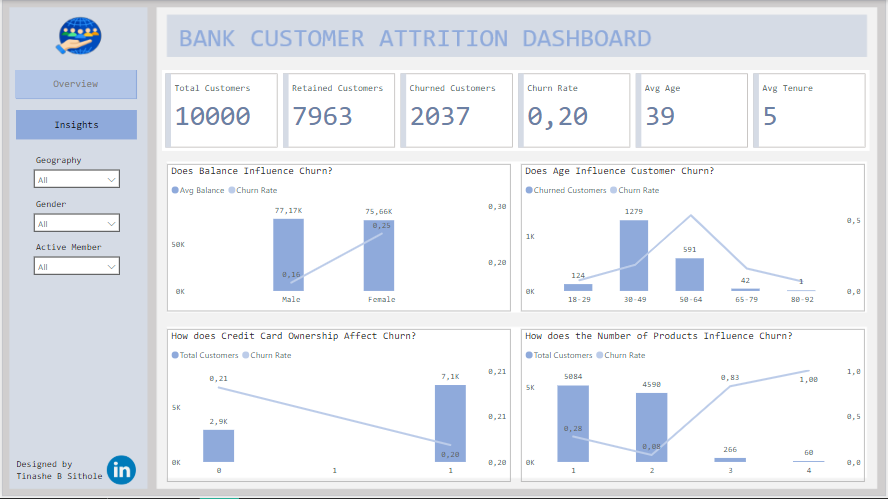 BANK CUSTOMER ATTRITION DASHBOARD
Overview
Insights
Geography
All
Gender
All
Active Member
All
Designed by
Tinashe B Sithole
in
Total Customers
10000
Retained Customers
7963
Churned Customers
2037
Churn Rate
0,20
Avg Age
39
Avg Tenure
5
Does Balance Influence Churn?
Avg Balance Churn Rate
77,17K 75,66K 0,30
0,25
50K
0,20
0,16
0K
Male Female
Does Age Influence Customer Churn?
Churned Customers Churn Rate
1279
0,5
1K
591
124 42 1
0K 0,0
18-29 30-49 50-64 65-79 80-92
How does Credit Card Ownership Affect Churn?
Total Customers Churn Rate
0,21 7,1K 0,21
5K 0,21
2,9K
0,20
0K 0,20
0 1 1
How does the Number of Products Influence Churn?
Total Customers Churn Rate
5084 4590 0,83 1,00 1,0
5K
0,28 0,5
0,08 266 60
0K 0,0
1 2 3 4